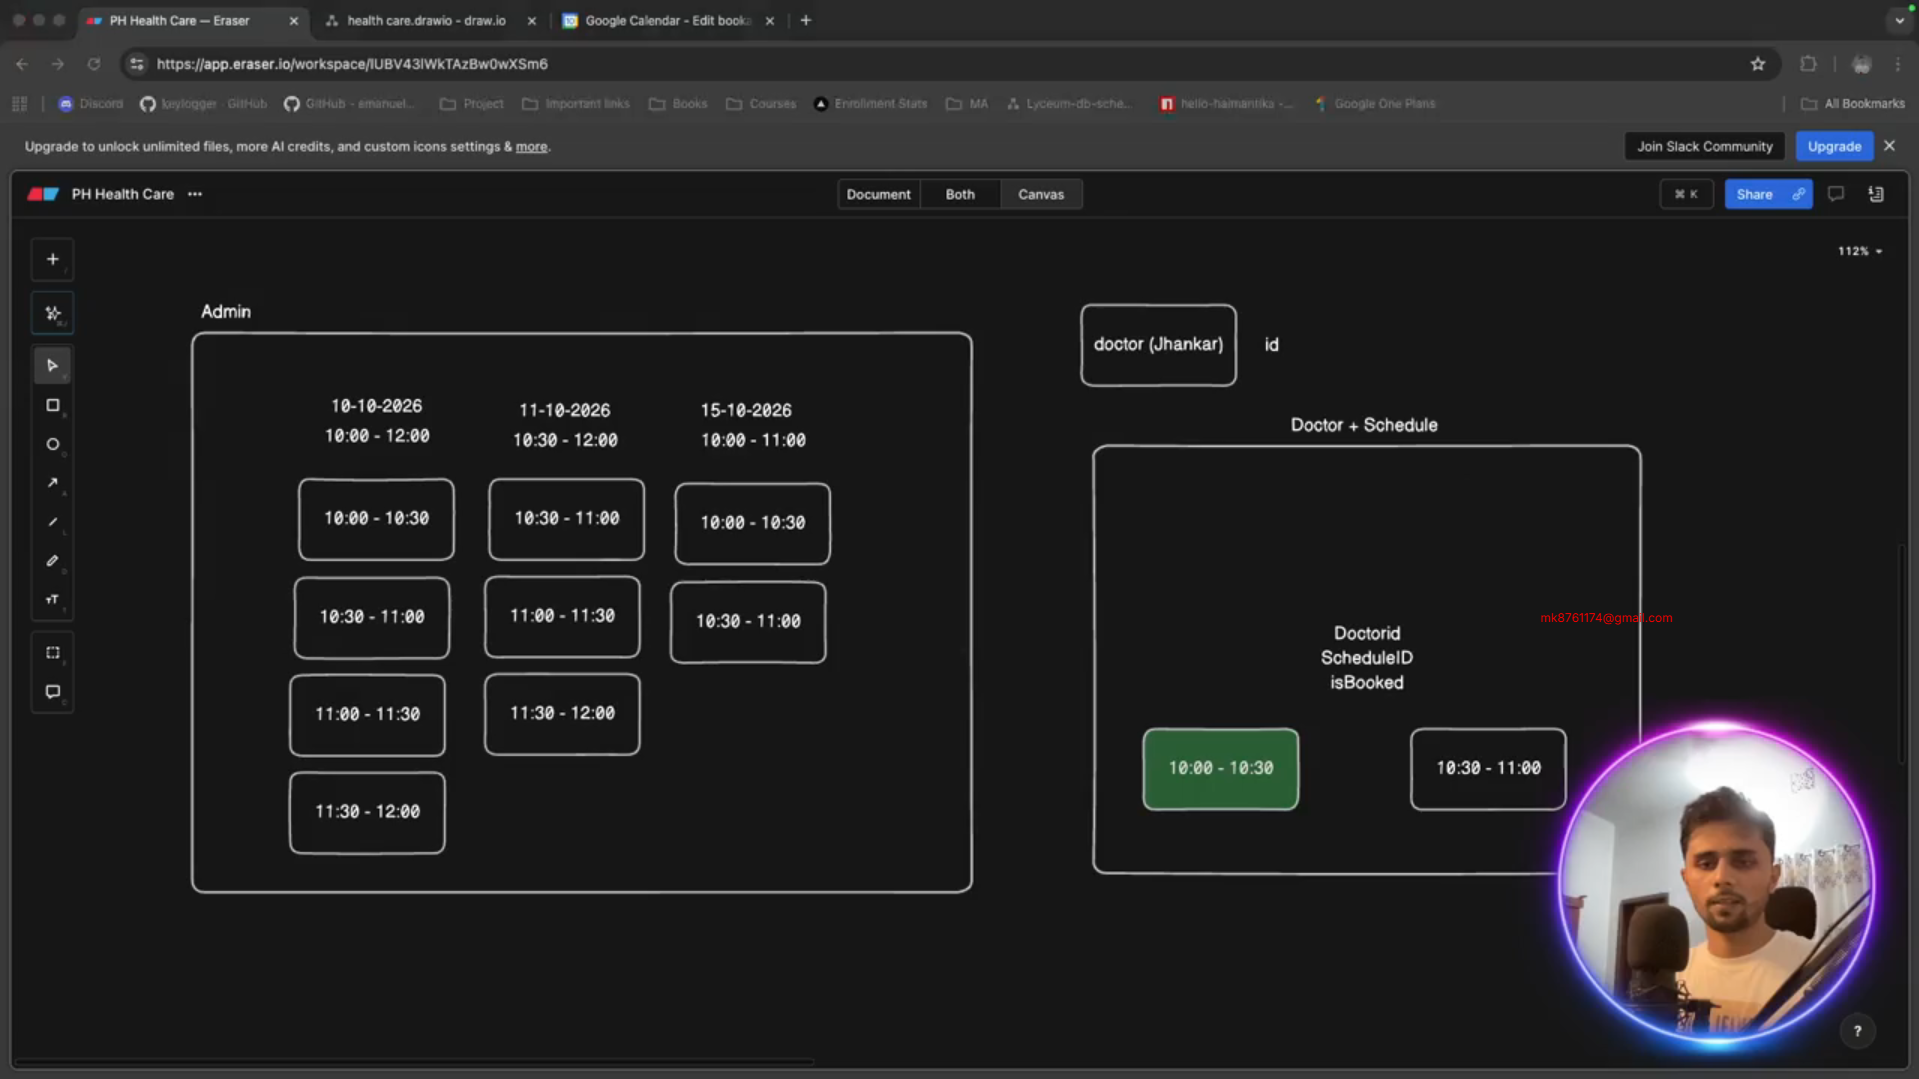 PH Health Care — Eraser
health care.drawio - draw.io
Google Calendar - Edit booka
https://app.eraser.io/workspace/lUBV43lWkTAzBw0wXSm6
Discord
keylogger · GitHub
GitHub - emanuel...
Project
Important links
Books
Courses
Enrollment Stats
MA
Lyceum-db-sche...
hello-haimantika -...
Google One Plans
All Bookmarks
Upgrade to unlock unlimited files, more AI credits, and custom icons settings & more.
Join Slack Community
Upgrade
PH Health Care
Document
Both
Canvas
⌘ K
Share
112%
Admin
10-10-2026
10:00 - 12:00
11-10-2026
10:30 - 12:00
15-10-2026
10:00 - 11:00
10:00 - 10:30
10:30 - 11:00
10:00 - 10:30
10:30 - 11:00
11:00 - 11:30
10:30 - 11:00
11:00 - 11:30
11:30 - 12:00
11:30 - 12:00
doctor (Jhankar)
id
Doctor + Schedule
mk8761174@gmail.com
Doctorid
ScheduleID
isBooked
10:00 - 10:30
10:30 - 11:00
?